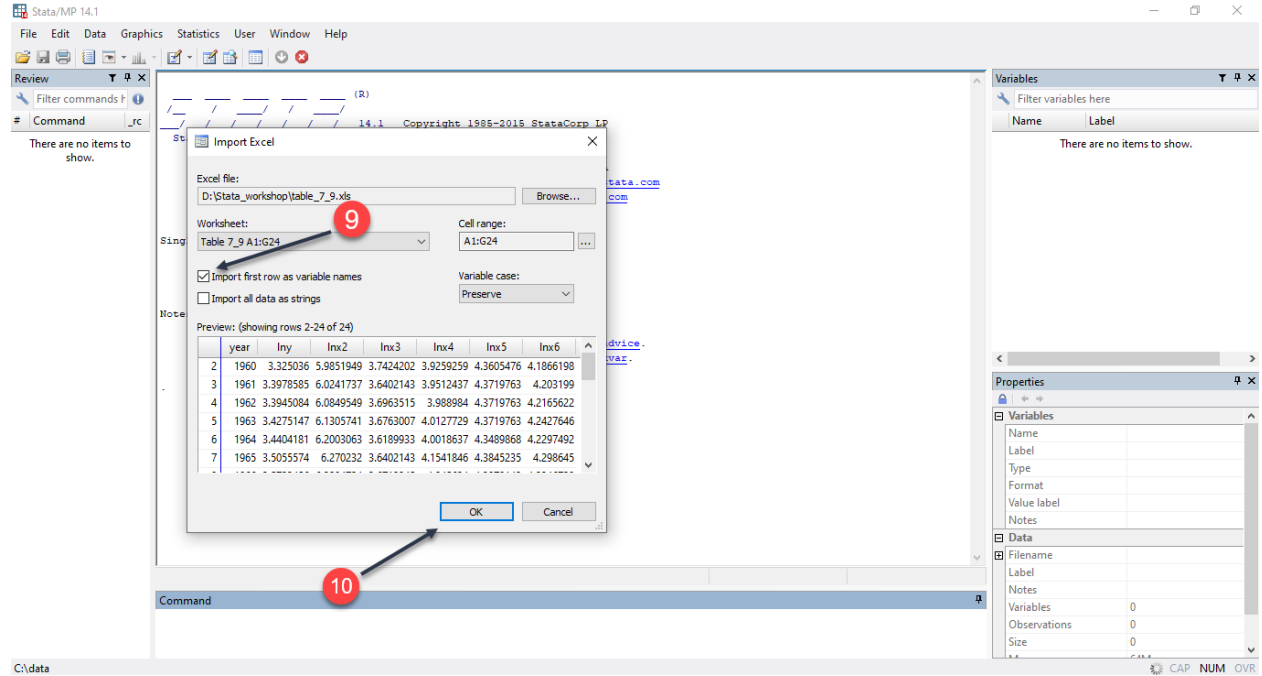 Stata/MP 14.1
File Edit Data Graphics Statistics User Window Help
Review
Filter commands h
# Command _rc
There are no items to show.
(R)
14.1 Copyright 1985-2015 StataCorp LP
St
tata.com
com
Sing
Note
dvice.
var.
.
Import Excel
Excel file:
D:\Stata_workshop\table_7_9.xls
Browse...
Worksheet:
Cell range:
Table 7_9 A1:G24
A1:G24
...
9
Import first row as variable names
Variable case:
Import all data as strings
Preserve
Preview: (showing rows 2-24 of 24)
year lny lnx2 lnx3 lnx4 lnx5 lnx6
2 1960 3.325036 5.9851949 3.7424202 3.9259259 4.3605476 4.1866198
3 1961 3.3978585 6.0241737 3.6402143 3.9512437 4.3719763 4.203199
4 1962 3.3945084 6.0849549 3.6963515 3.988984 4.3719763 4.2165622
5 1963 3.4275147 6.1305741 3.6763007 4.0127729 4.3719763 4.2427646
6 1964 3.4404181 6.2003063 3.6189933 4.0018637 4.3489868 4.2297492
7 1965 3.5055574 6.270232 3.6402143 4.1541846 4.3845235 4.298645
OK
Cancel
10
Command
Variables
Filter variables here
Name Label
There are no items to show.
Properties
Variables
Name
Label
Type
Format
Value label
Notes
Data
Filename
Label
Notes
Variables 0
Observations 0
Size 0
C:\data
CAP NUM OVR